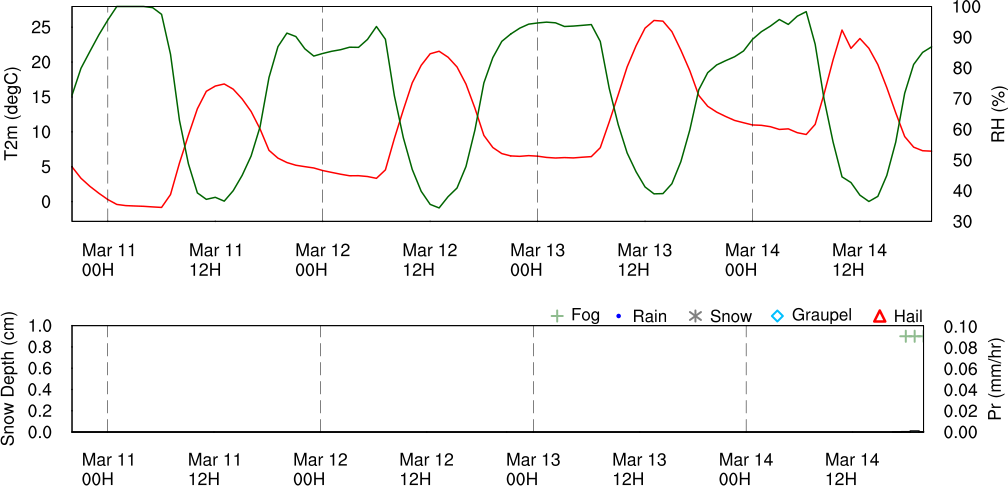 T2m (degC)
25
20
15
10
5
0
100
90
80
70
60
50
40
30
RH (%)
Mar 11 00H
Mar 11 12H
Mar 12 00H
Mar 12 12H
Mar 13 00H
Mar 13 12H
Mar 14 00H
Mar 14 12H
Fog Rain Snow Graupel Hail
Snow Depth (cm)
1.0
0.8
0.6
0.4
0.2
0.0
0.10
0.08
0.06
0.04
0.02
0.00
Pr (mm/hr)
Mar 11 00H
Mar 11 12H
Mar 12 00H
Mar 12 12H
Mar 13 00H
Mar 13 12H
Mar 14 00H
Mar 14 12H